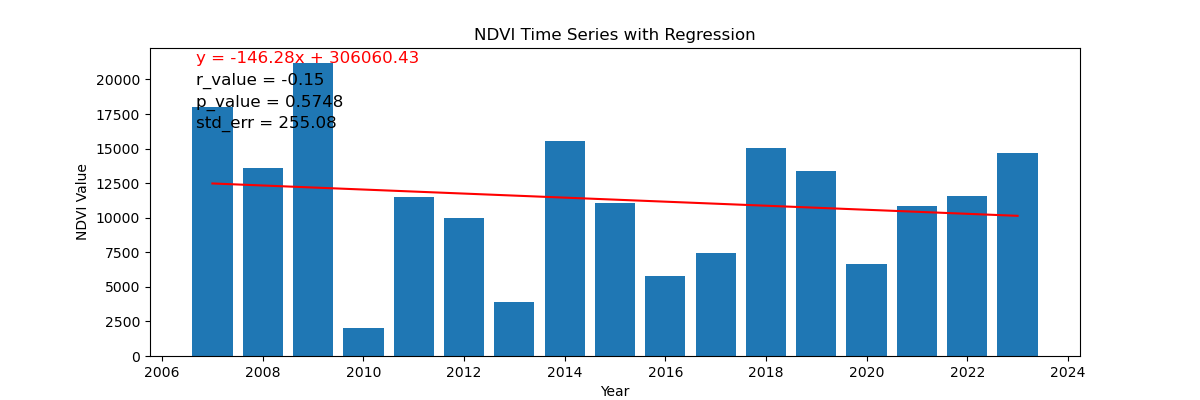 NDVI Time Series with Regression
y = -146.28x + 306060.43
r_value = -0.15
p_value = 0.5748
std_err = 255.08
NDVI Value
20000
17500
15000
12500
10000
7500
5000
2500
0
2006 2008 2010 2012 2014 2016 2018 2020 2022 2024
Year